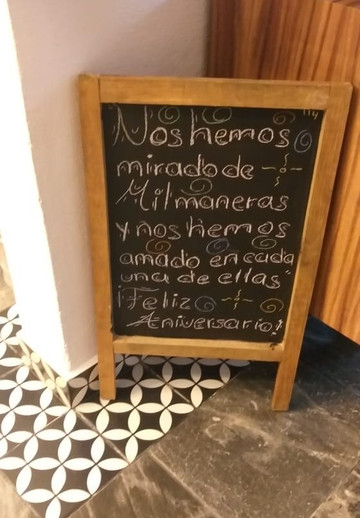 "Nos hemos
mirado de
Mil maneras
y nos hemos
amado en cada
una de ellas"
¡Feliz
Aniversario!